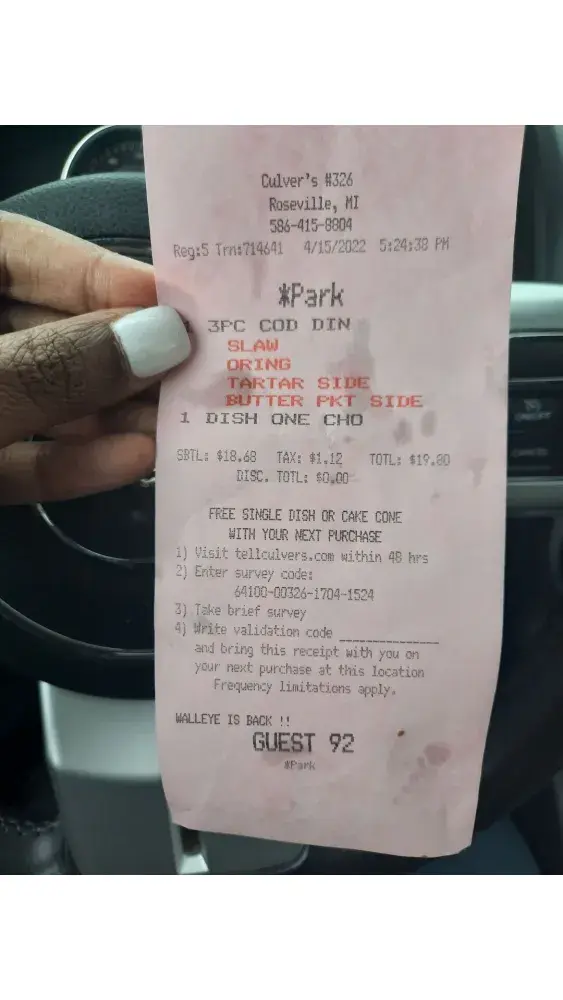 Culver's #326
Roseville, MI
586-415-8804
Reg:5 Trn:714641 4/15/2022 5:24:38 PM
*Park
3PC COD DIN
SLAW
ORING
TARTAR SIDE
BUTTER PKT SIDE
1 DISH ONE CHO
SBTL: $18.68 TAX: $1.12 TOTL: $19.80
DISC. TOTL: $0.00
FREE SINGLE DISH OR CAKE CONE
WITH YOUR NEXT PURCHASE
1) Visit tellculvers.com within 48 hrs
2) Enter survey code:
64100-00326-1704-1524
3) Take brief survey
4) Write validation code _______________
and bring this receipt with you on
your next purchase at this location
Frequency limitations apply.
WALLEYE IS BACK !!
GUEST 92
*Park